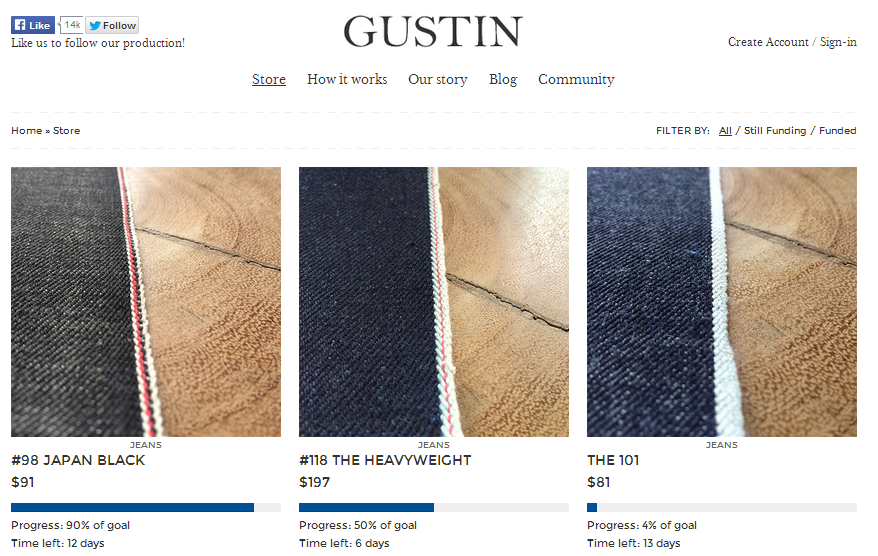 Like 14k Follow
GUSTIN
Like us to follow our production!
Create Account / Sign-in
Store How it works Our story Blog Community
Home » Store
FILTER BY: All / Still Funding / Funded
JEANS
#98 JAPAN BLACK
$91
Progress: 90% of goal
Time left: 12 days
JEANS
#118 THE HEAVYWEIGHT
$197
Progress: 50% of goal
Time left: 6 days
JEANS
THE 101
$81
Progress: 4% of goal
Time left: 13 days